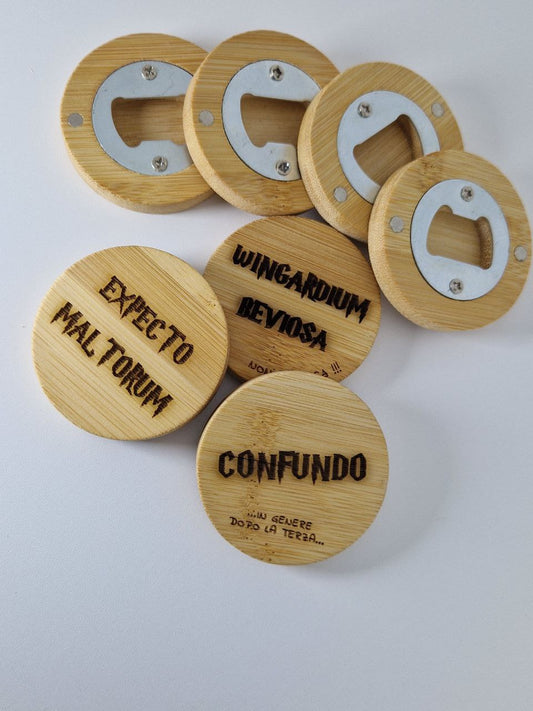 WINGARDIUM
BEVIOSA
!!!
EXPECTO
MALTORUM
CONFUNDO
...IN GENERE
DOPO LA TERZA...